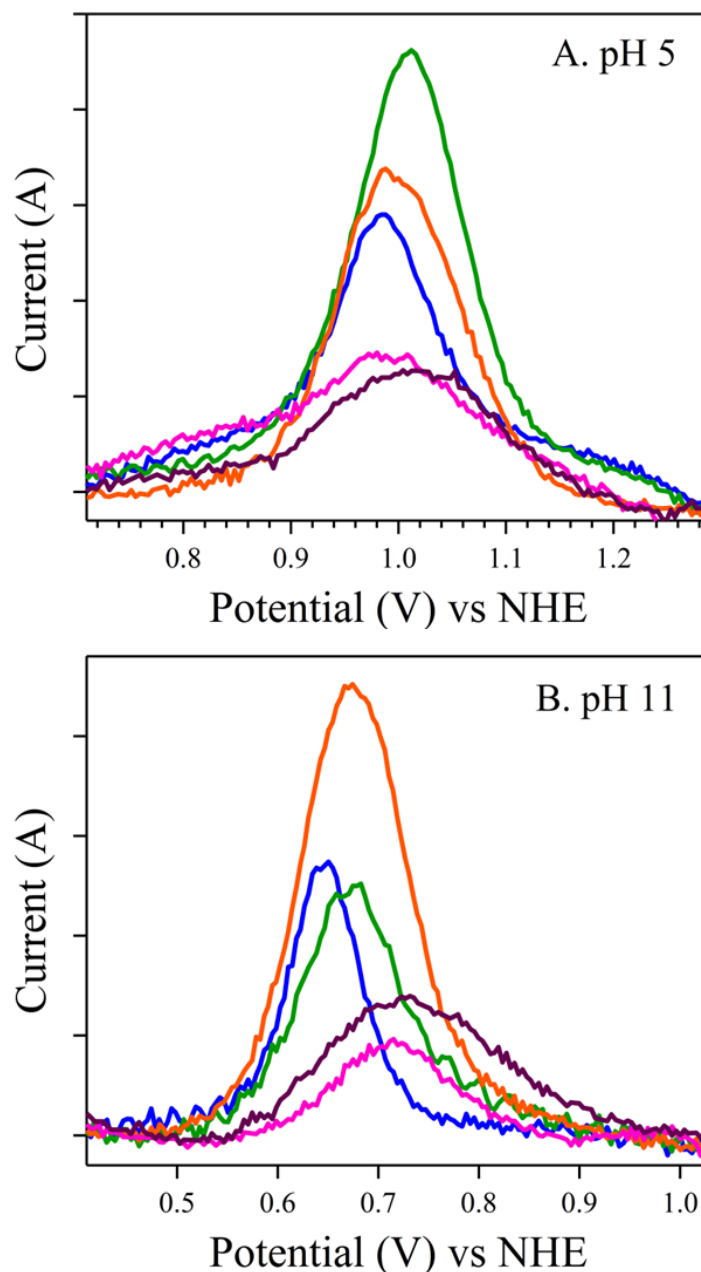 A. pH 5
Current (A)
0.8 0.9 1.0 1.1 1.2
Potential (V) vs NHE
B. pH 11
Current (A)
0.5 0.6 0.7 0.8 0.9 1.0
Potential (V) vs NHE